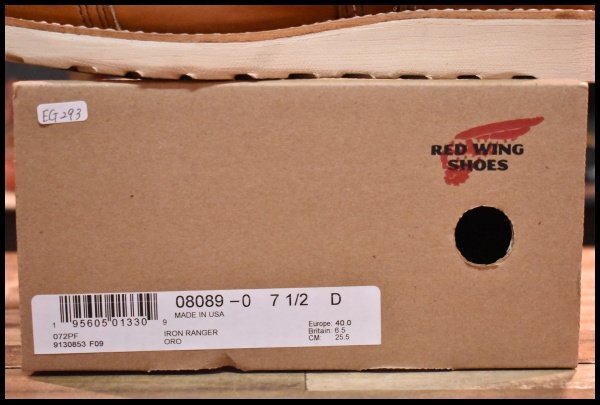 EG293
RED WING
SHOES
08089-0 7 1/2 D
MADE IN USA
1 95605 01330 9
072PF
9130853 F09
IRON RANGER
ORO
Europe: 40.0
Britain: 6.5
CM: 25.5